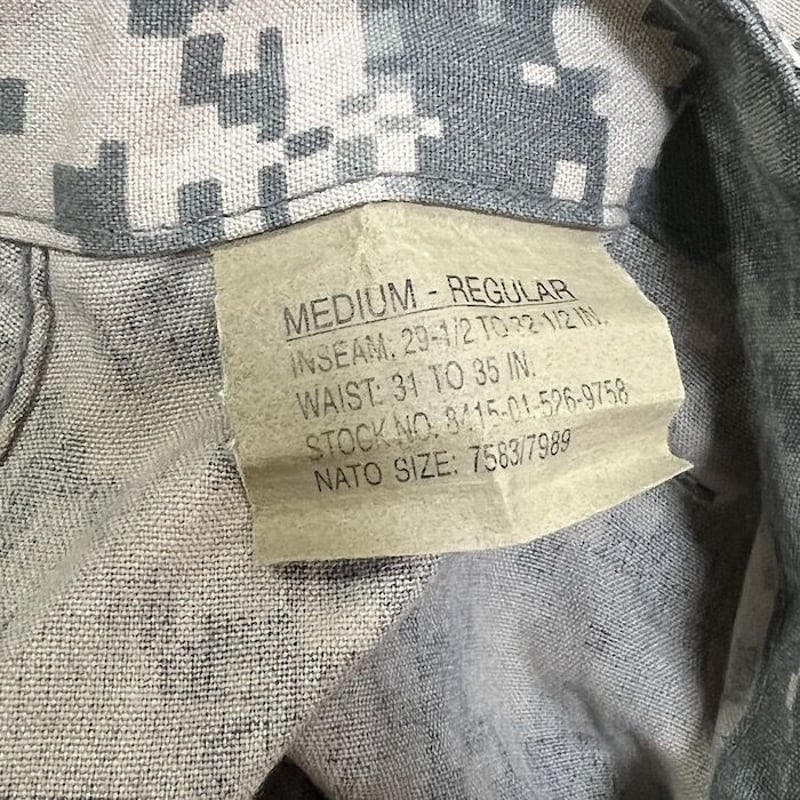 MEDIUM - REGULAR
INSEAM: 29-1/2 TO 32-1/2 IN.
WAIST: 31 TO 35 IN.
STOCK NO. 8415-01-526-9758
NATO SIZE: 7583/7989